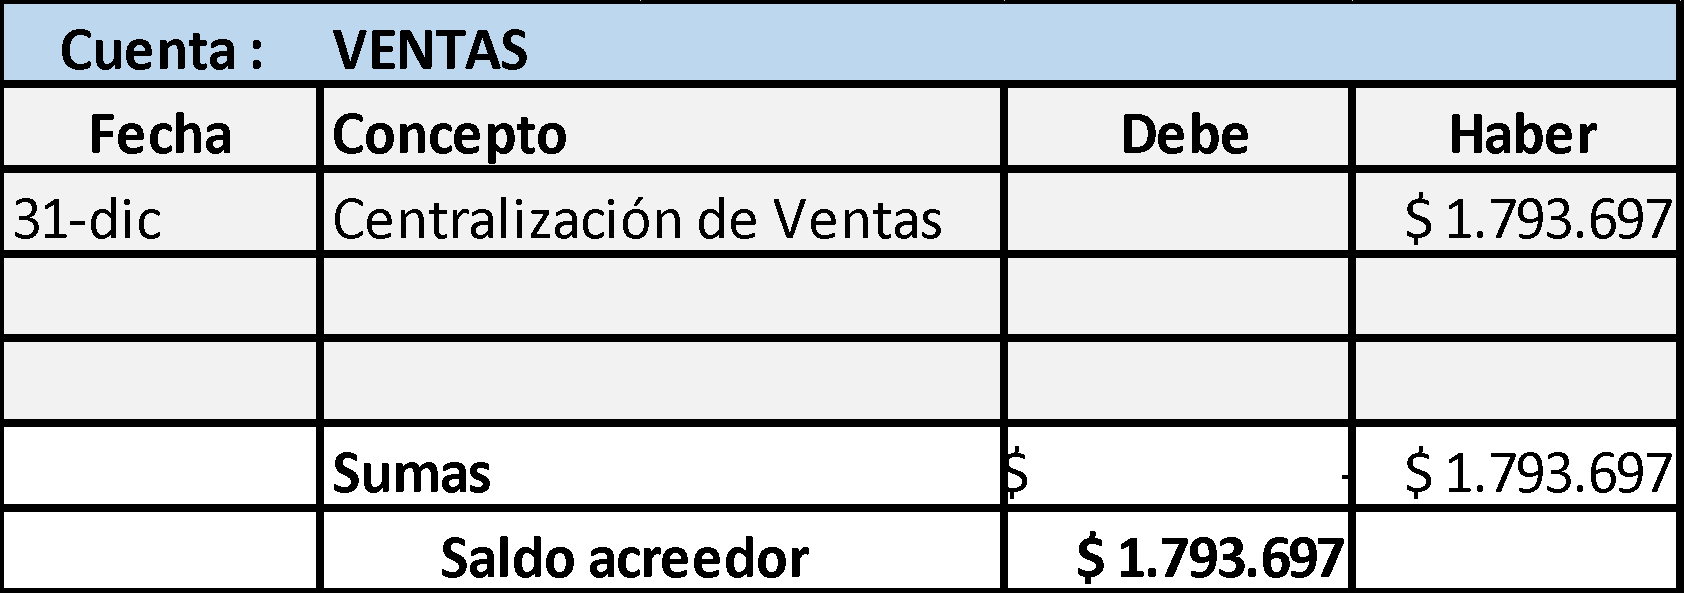 Cuenta : VENTAS
Fecha Concepto Debe Haber
31-dic Centralización de Ventas $ 1.793.697
Sumas $ - $ 1.793.697
Saldo acreedor $ 1.793.697